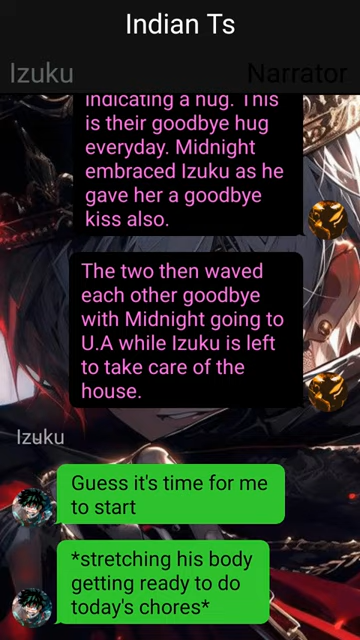 Indian Ts
Izuku
Narrator
indicating a hug. This
is their goodbye hug
everyday. Midnight
embraced Izuku as he
gave her a goodbye
kiss also.
The two then waved
each other goodbye
with Midnight going to
U.A while Izuku is left
to take care of the
house.
Izuku
Guess it's time for me
to start
*stretching his body
getting ready to do
today's chores*